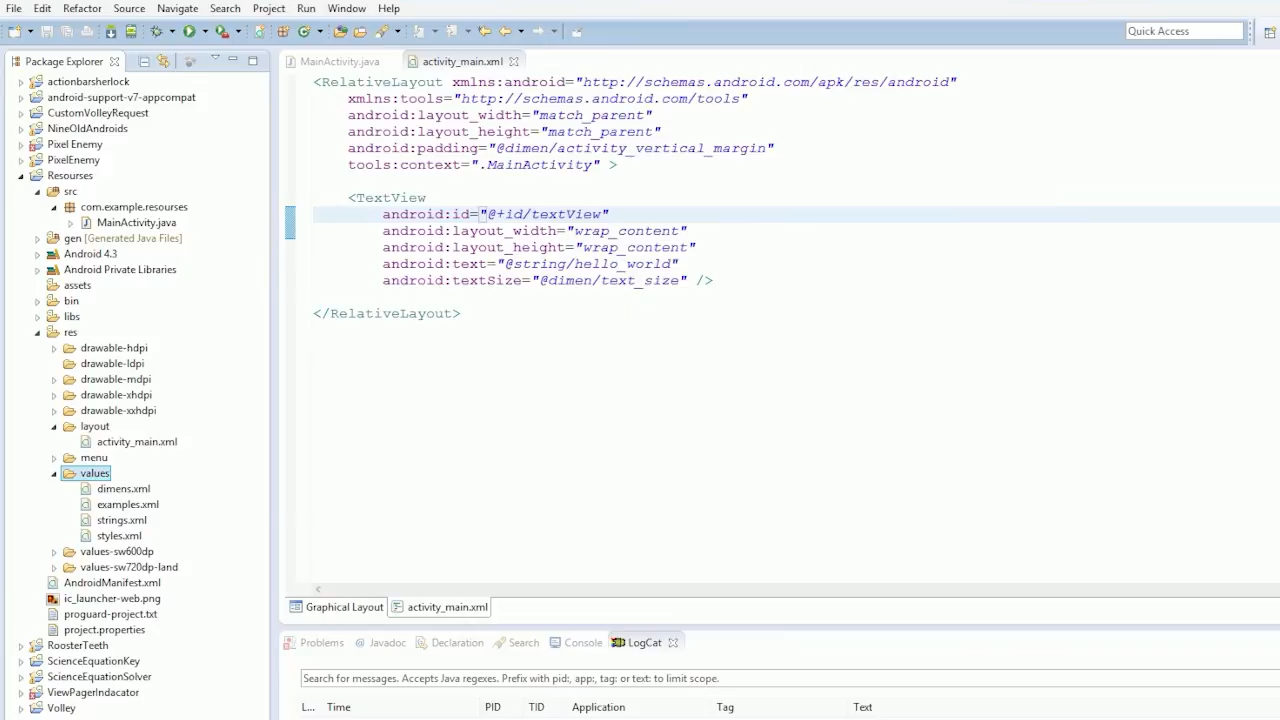 File Edit Refactor Source Navigate Search Project Run Window Help
Quick Access
Package Explorer
MainActivity.java
activity_main.xml
actionbarsherlock
android-support-v7-appcompat
CustomVolleyRequest
NineOldAndroids
Pixel Enemy
PixelEnemy
Resourses
src
com.example.resourses
MainActivity.java
gen [Generated Java Files]
Android 4.3
Android Private Libraries
assets
bin
libs
res
drawable-hdpi
drawable-ldpi
drawable-mdpi
drawable-xhdpi
drawable-xxhdpi
layout
activity_main.xml
menu
values
dimens.xml
examples.xml
strings.xml
styles.xml
values-sw600dp
values-sw720dp-land
AndroidManifest.xml
ic_launcher-web.png
proguard-project.txt
project.properties
RoosterTeeth
ScienceEquationKey
ScienceEquationSolver
ViewPagerIndacator
Volley
<RelativeLayout xmlns:android="http://schemas.android.com/apk/res/android"
xmlns:tools="http://schemas.android.com/tools"
android:layout_width="match_parent"
android:layout_height="match_parent"
android:padding="@dimen/activity_vertical_margin"
tools:context=".MainActivity" >
<TextView
android:id="@+id/textView"
android:layout_width="wrap_content"
android:layout_height="wrap_content"
android:text="@string/hello_world"
android:textSize="@dimen/text_size" />
</RelativeLayout>
Graphical Layout
activity_main.xml
Problems Javadoc Declaration Search Console LogCat
Search for messages. Accepts Java regexes. Prefix with pid:, app:, tag: or text: to limit scope.
L... Time PID TID Application Tag Text